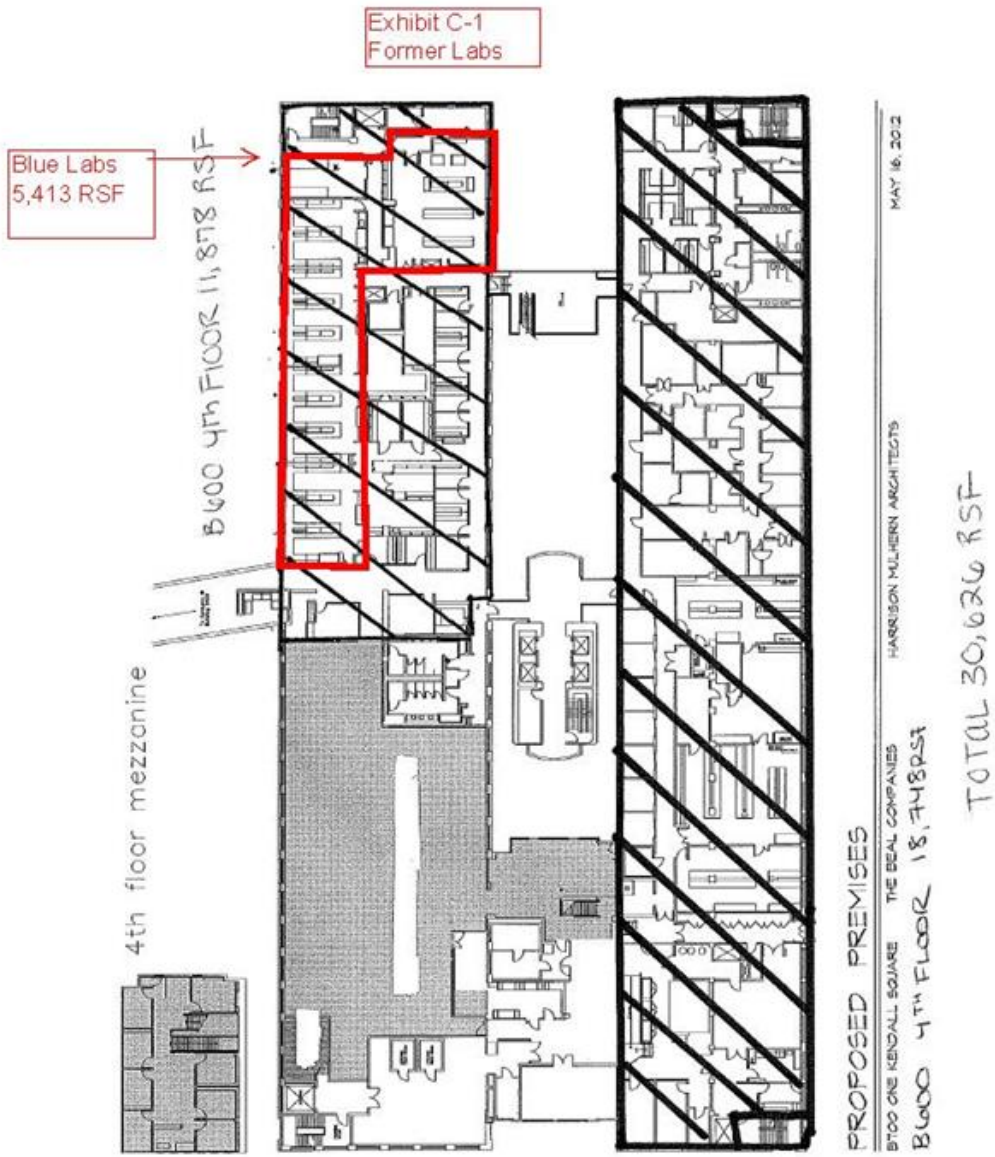 Exhibit C-1
Former Labs
Blue Labs
5,413 RSF
B600 4TH FLOOR 11,878 RSF
4th floor mezzanine
PROPOSED PREMISES
B700 ONE KENDALL SQUARE THE BEAL COMPANIES HARRISON MULHERN ARCHITECTS MAY 16, 2012
B600 4TH FLOOR 18,748 RSF
TOTAL 30,626 RSF